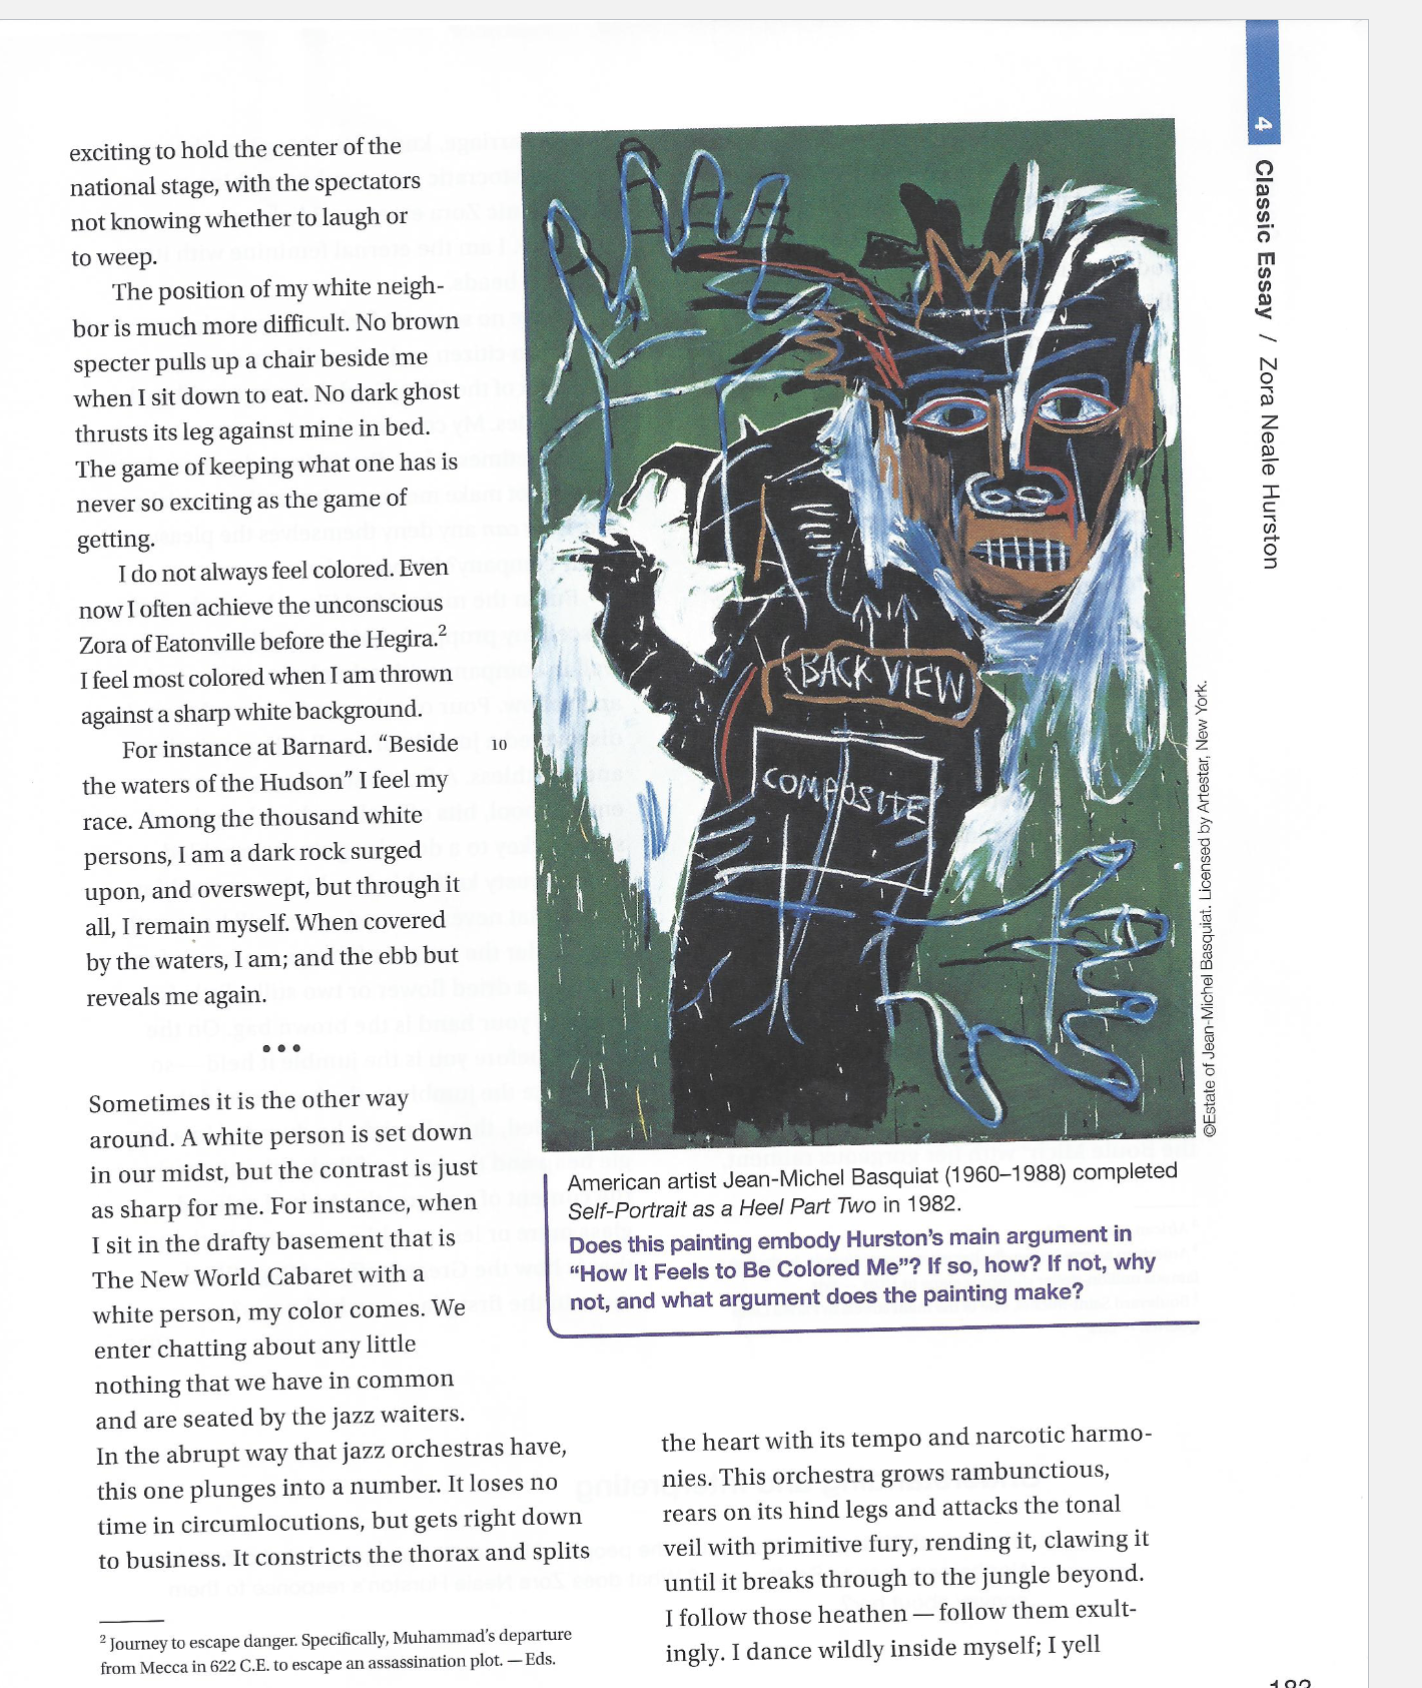 exciting to hold the center of the
national stage, with the spectators
not knowing whether to laugh or
to weep.
The position of my white neigh-
bor is much more difficult. No brown
specter pulls up a chair beside me
when I sit down to eat. No dark ghost
thrusts its leg against mine in bed.
The game of keeping what one has is
never so exciting as the game of
getting.
I do not always feel colored. Even
now I often achieve the unconscious
Zora of Eatonville before the Hegira.²
I feel most colored when I am thrown
against a sharp white background.
For instance at Barnard. “Beside 10
the waters of the Hudson” I feel my
race. Among the thousand white
persons, I am a dark rock surged
upon, and overswept, but through it
all, I remain myself. When covered
by the waters, I am; and the ebb but
reveals me again.
•••
Sometimes it is the other way
around. A white person is set down
in our midst, but the contrast is just
as sharp for me. For instance, when
I sit in the drafty basement that is
The New World Cabaret with a
white person, my color comes. We
enter chatting about any little
nothing that we have in common
and are seated by the jazz waiters.
In the abrupt way that jazz orchestras have,
this one plunges into a number. It loses no
time in circumlocutions, but gets right down
to business. It constricts the thorax and splits
² Journey to escape danger. Specifically, Muhammad’s departure
from Mecca in 622 C.E. to escape an assassination plot. — Eds.
BACK VIEW
COMPOSITE
©Estate of Jean-Michel Basquiat. Licensed by Artestar, New York.
American artist Jean-Michel Basquiat (1960–1988) completed
Self-Portrait as a Heel Part Two in 1982.
Does this painting embody Hurston’s main argument in
“How It Feels to Be Colored Me”? If so, how? If not, why
not, and what argument does the painting make?
the heart with its tempo and narcotic harmo-
nies. This orchestra grows rambunctious,
rears on its hind legs and attacks the tonal
veil with primitive fury, rending it, clawing it
until it breaks through to the jungle beyond.
I follow those heathen — follow them exult-
ingly. I dance wildly inside myself; I yell
4 Classic Essay / Zora Neale Hurston